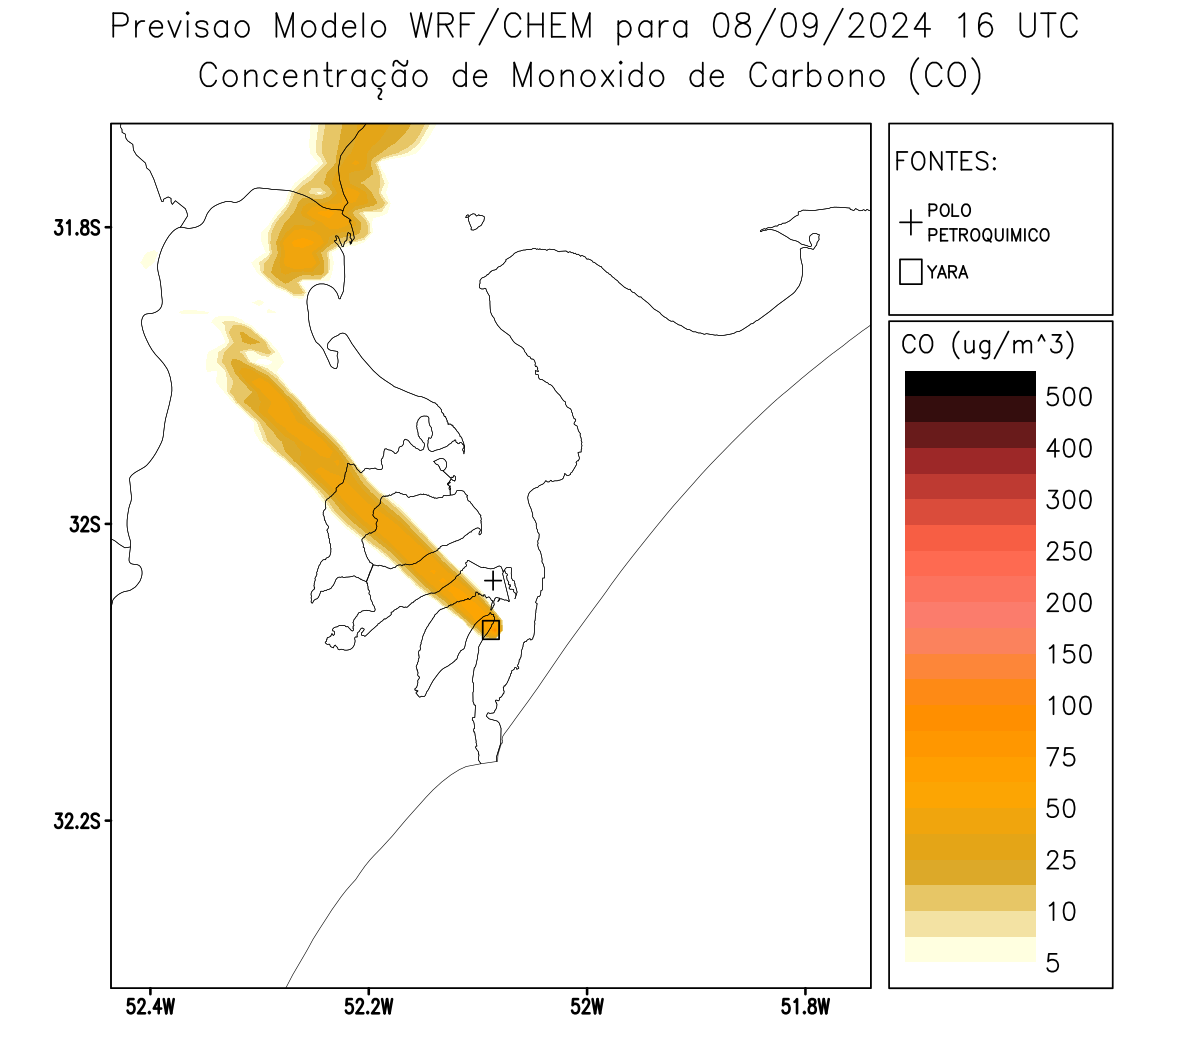 Previsao Modelo WRF/CHEM para 08/09/2024 16 UTC
Concentração de Monoxido de Carbono (CO)
FONTES:
POLO
PETROQUIMICO
YARA
CO (ug/m^3)
500
400
300
250
200
150
100
75
50
25
10
5
31.8S
32S
32.2S
52.4W
52.2W
52W
51.8W